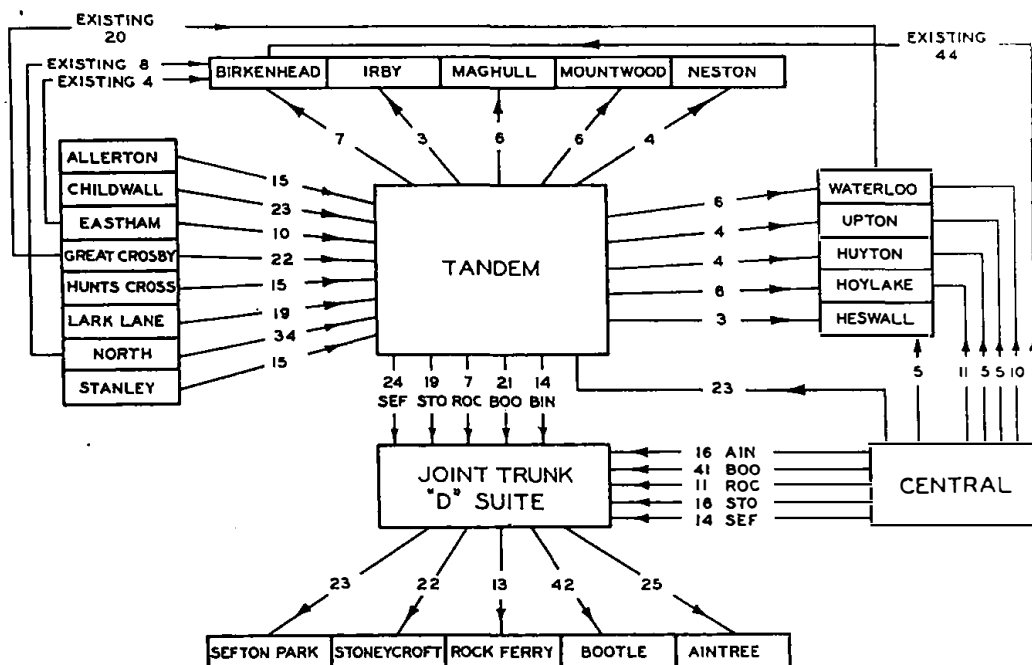 EXISTING
20
EXISTING
44
EXISTING 8
EXISTING 4
BIRKENHEAD IRBY MAGHULL MOUNTWOOD NESTON
7 3 6 6 4
ALLERTON
CHILDWALL
EASTHAM
GREAT CROSBY
HUNTS CROSS
LARK LANE
NORTH
STANLEY
15
23
10
22
15
19
34
15
TANDEM
6
4
4
6
3
WATERLOO
UPTON
HUYTON
HOYLAKE
HESWALL
5 11 5 5 10
23
24 19 7 21 14
SEF STO ROC BOO BIN
JOINT TRUNK
"D" SUITE
16 AIN
41 BOO
11 ROC
16 STO
14 SEF
CENTRAL
23 22 13 42 25
SEFTON PARK STONEYCROFT ROCK FERRY BOOTLE AINTREE